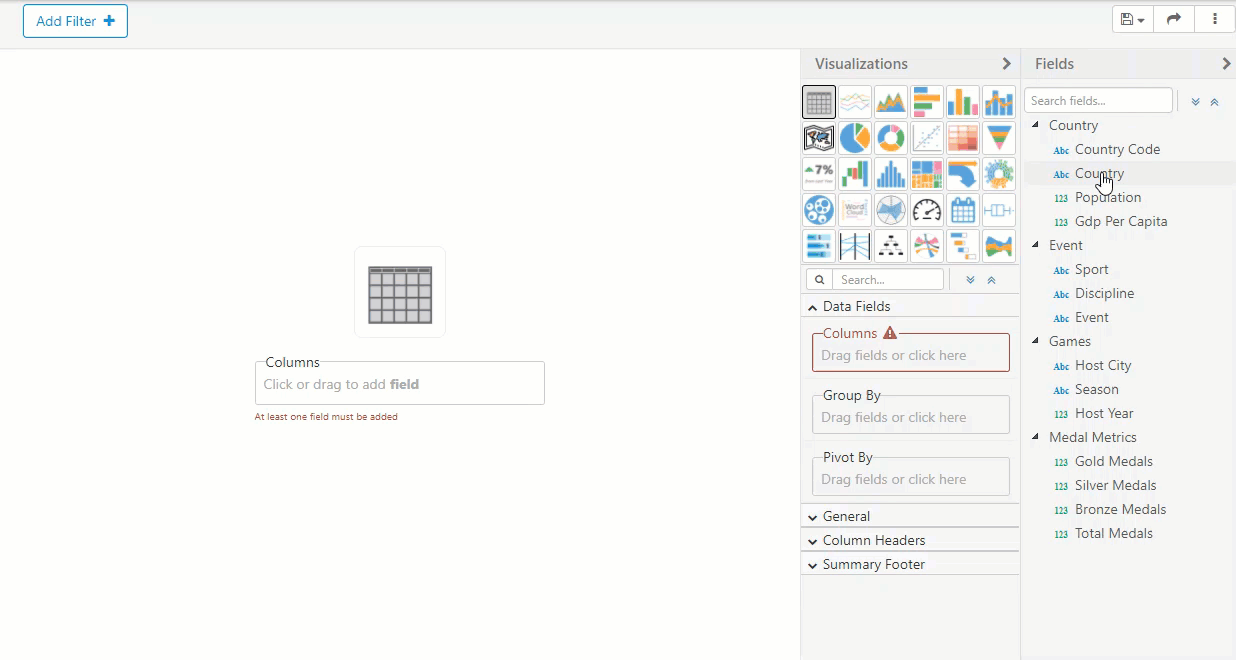 Add Filter
Visualizations
Fields
Search fields...
Country
Abc Country Code
Abc Country
123 Population
123 Gdp Per Capita
Event
Abc Sport
Abc Discipline
Abc Event
Games
Abc Host City
Abc Season
123 Host Year
Medal Metrics
123 Gold Medals
123 Silver Medals
123 Bronze Medals
123 Total Medals
7%
Word
Cloud
Search...
Data Fields
Columns
Drag fields or click here
Group By
Drag fields or click here
Pivot By
Drag fields or click here
General
Column Headers
Summary Footer
Columns
Click or drag to add field
At least one field must be added